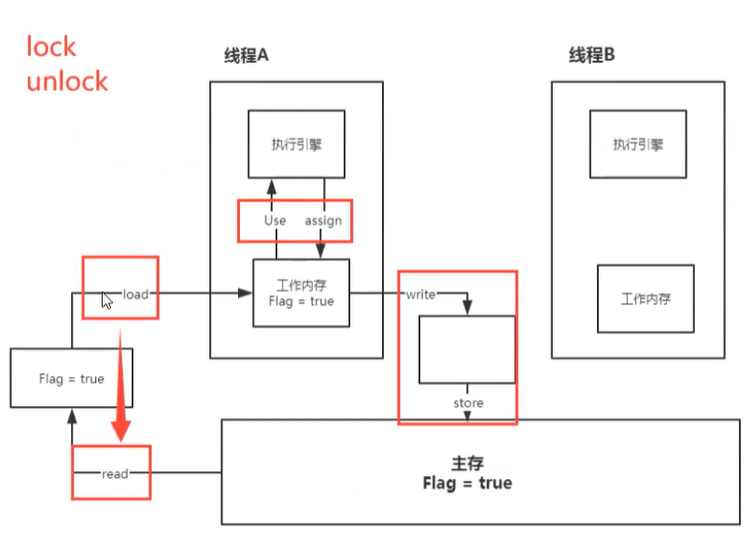 lock
unlock
线程A
线程B
执行引擎
执行引擎
Use
assign
load
工作内存
Flag = true
write
工作内存
Flag = true
store
read
主存
Flag = true